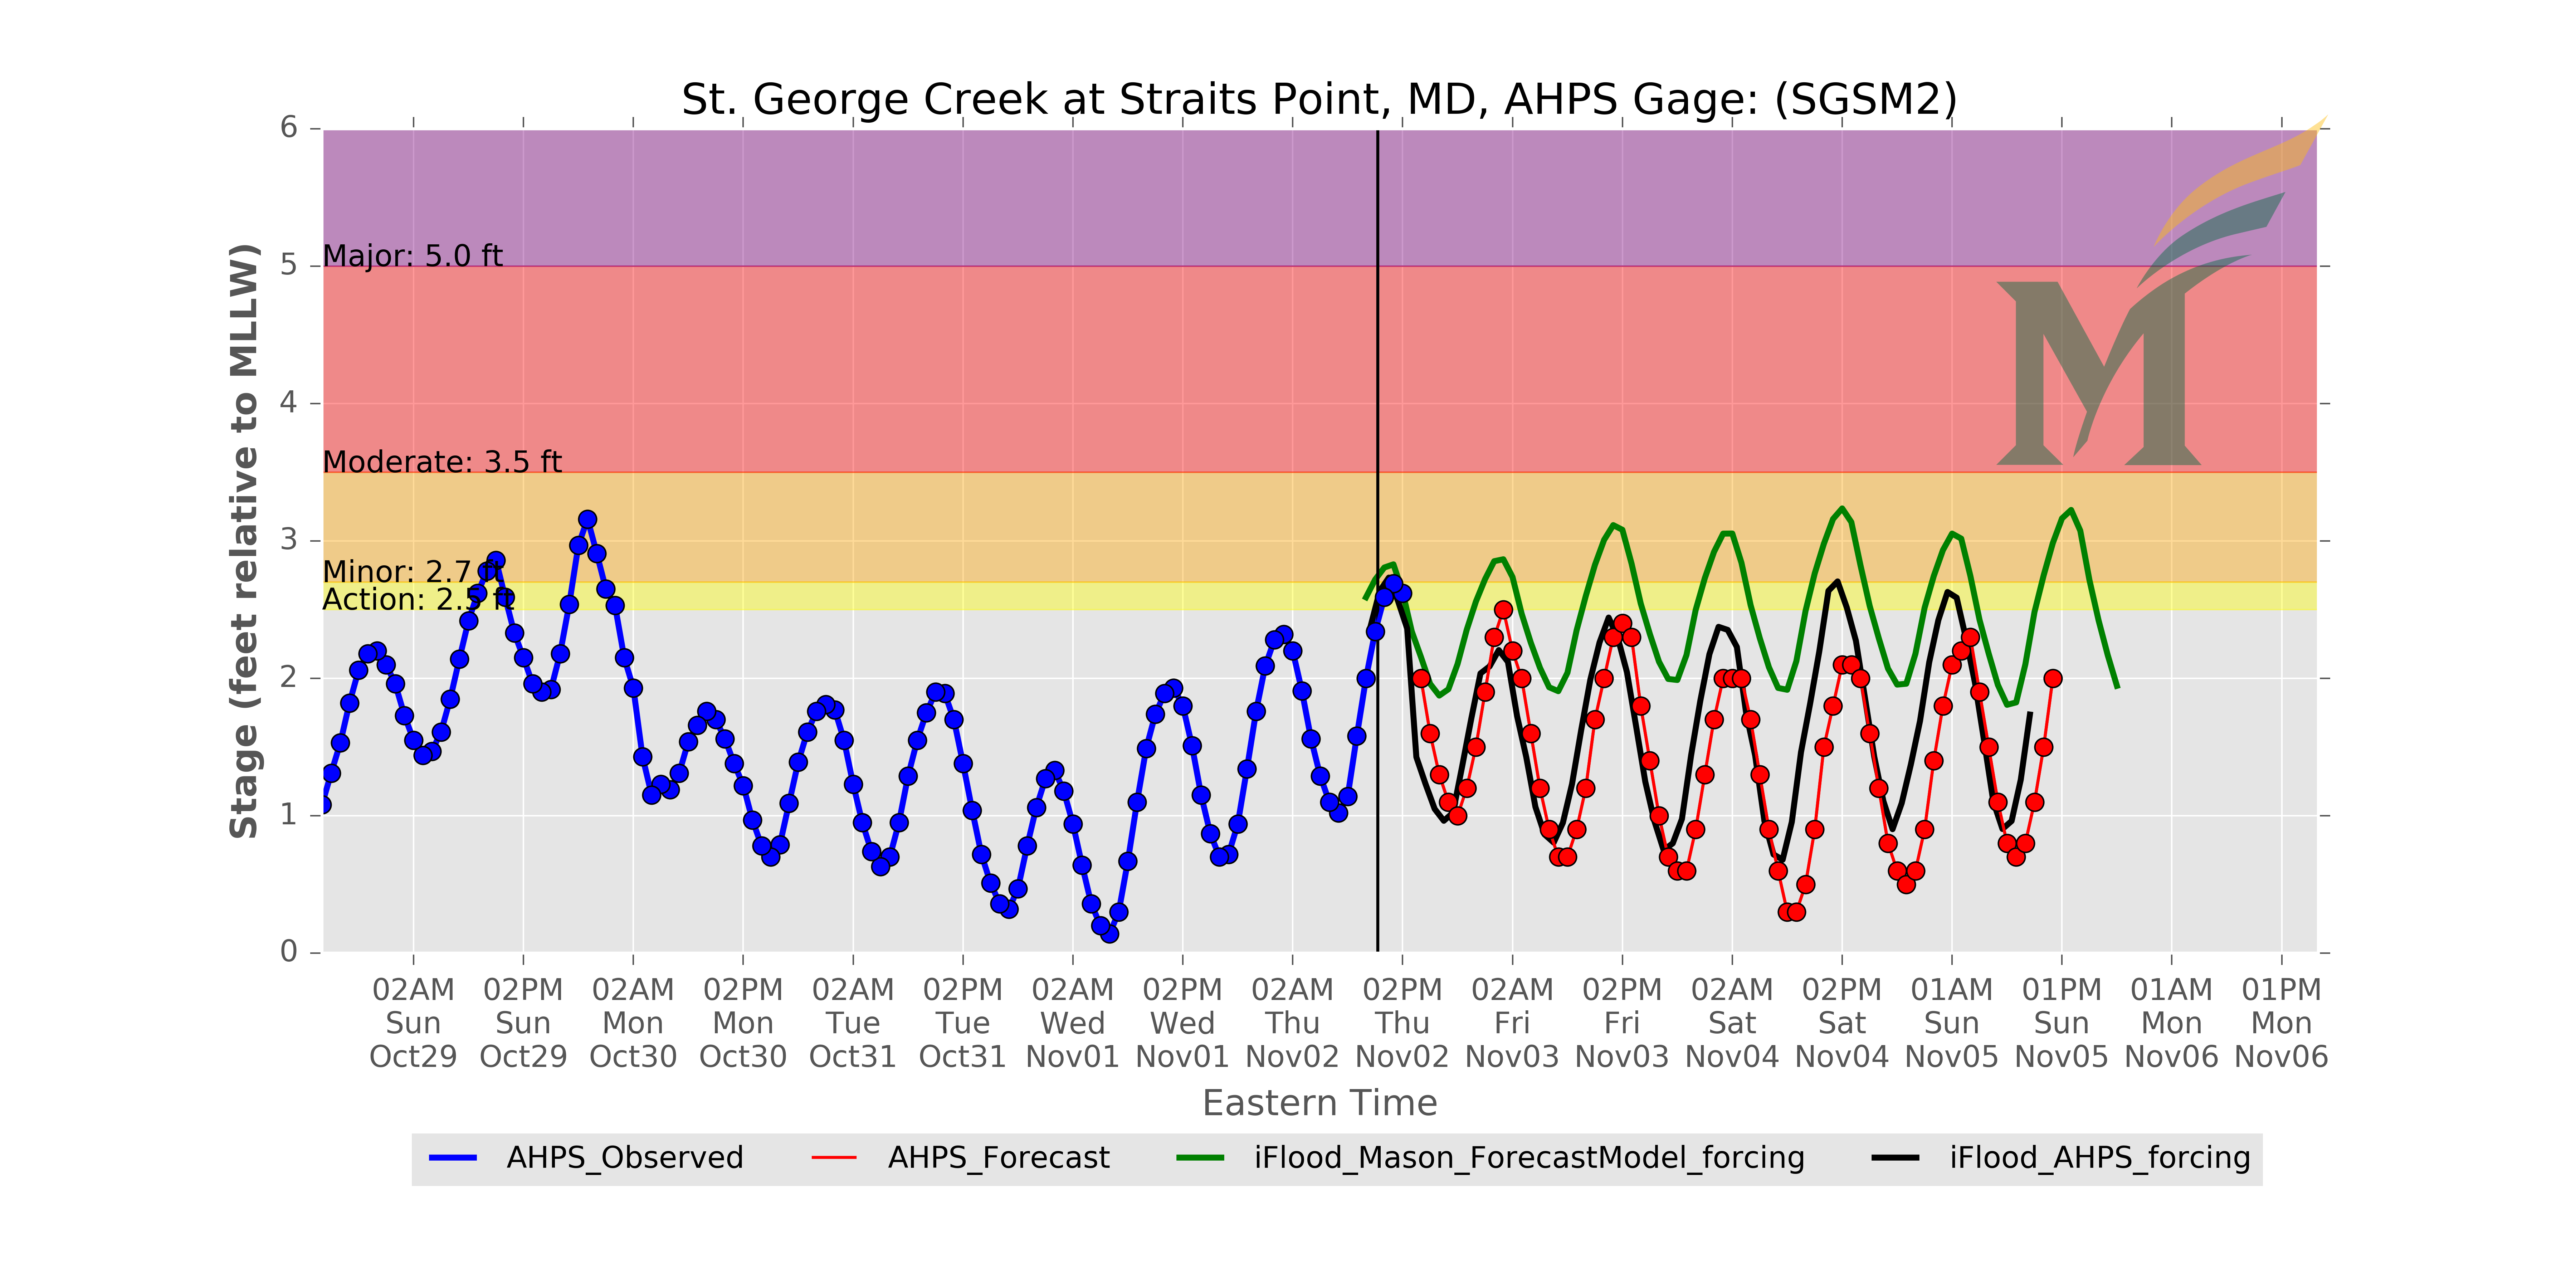 St. George Creek at Straits Point, MD, AHPS Gage: (SGSM2)
Stage (feet relative to MLLW)
6
5
4
3
2
1
0
Major: 5.0 ft
Moderate: 3.5 ft
Minor: 2.7 ft
Action: 2.5 ft
02AM 02PM 02AM 02PM 02AM 02PM 02AM 02PM 02AM 02PM 02AM 02PM 02AM 02PM 01AM 01PM 01AM 01PM
Sun Sun Mon Mon Tue Tue Wed Wed Thu Thu Fri Fri Sat Sat Sun Sun Mon Mon
Oct29 Oct29 Oct30 Oct30 Oct31 Oct31 Nov01 Nov01 Nov02 Nov02 Nov03 Nov03 Nov04 Nov04 Nov05 Nov05 Nov06 Nov06
Eastern Time
AHPS_Observed AHPS_Forecast iFlood_Mason_ForecastModel_forcing iFlood_AHPS_forcing